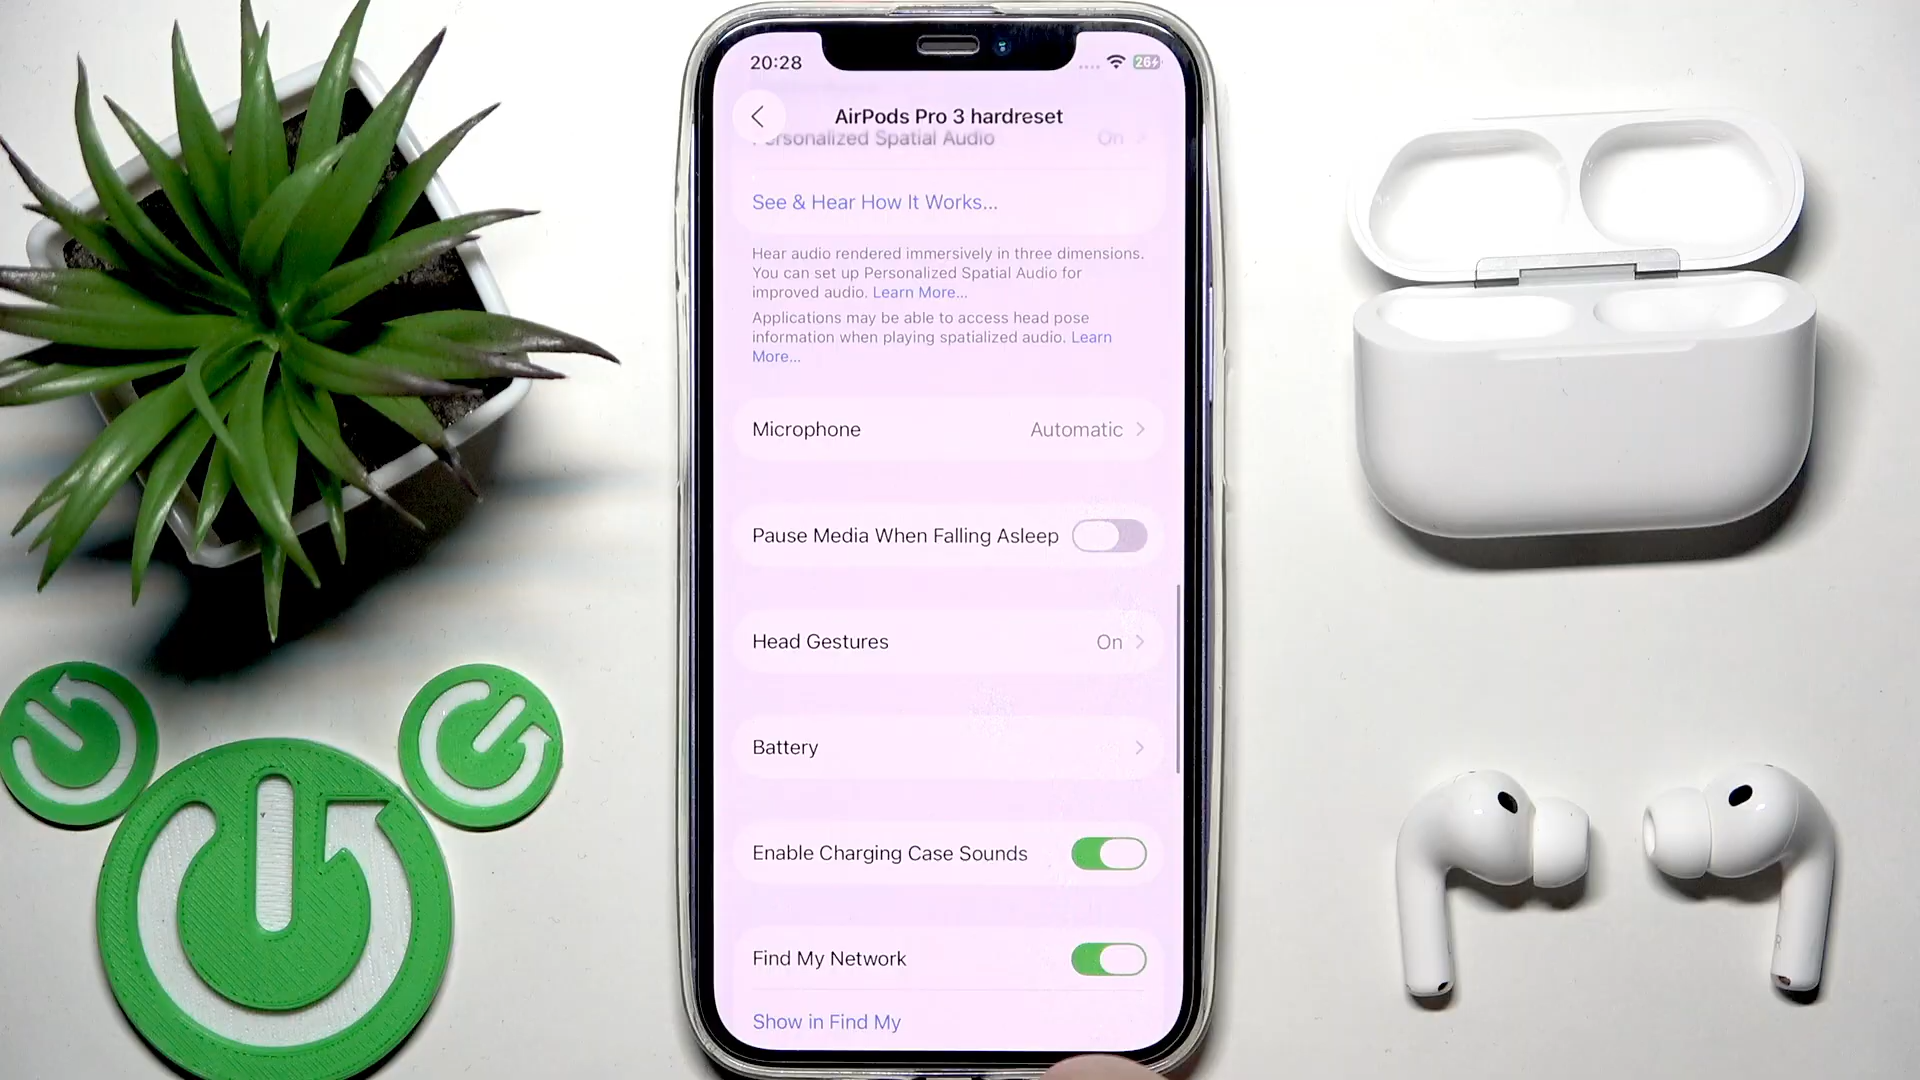 20:28
26
AirPods Pro 3 hardreset
Personalized Spatial Audio On
See & Hear How It Works...
Hear audio rendered immersively in three dimensions.
You can set up Personalized Spatial Audio for
improved audio. Learn More...
Applications may be able to access head pose
information when playing spatialized audio. Learn
More...
Microphone Automatic
Pause Media When Falling Asleep
Head Gestures On
Battery
Enable Charging Case Sounds
Find My Network
Show in Find My
R